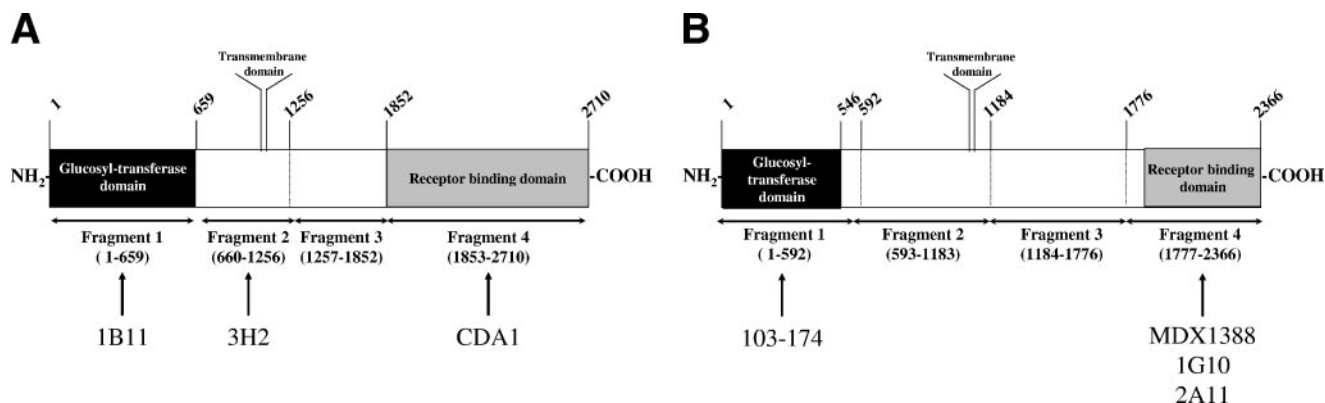 A
Transmembrane
domain
1
659
1256
1852
2710
NH2-
Glucosyl-transferase
domain
Receptor binding domain
-COOH
Fragment 1
( 1-659)
Fragment 2
(660-1256)
Fragment 3
(1257-1852)
Fragment 4
(1853-2710)
1B11
3H2
CDA1
B
Transmembrane
domain
1
546
592
1184
1776
2366
NH2-
Glucosyl-
transferase
domain
Receptor binding
domain
-COOH
Fragment 1
( 1-592)
Fragment 2
(593-1183)
Fragment 3
(1184-1776)
Fragment 4
(1777-2366)
103-174
MDX1388
1G10
2A11